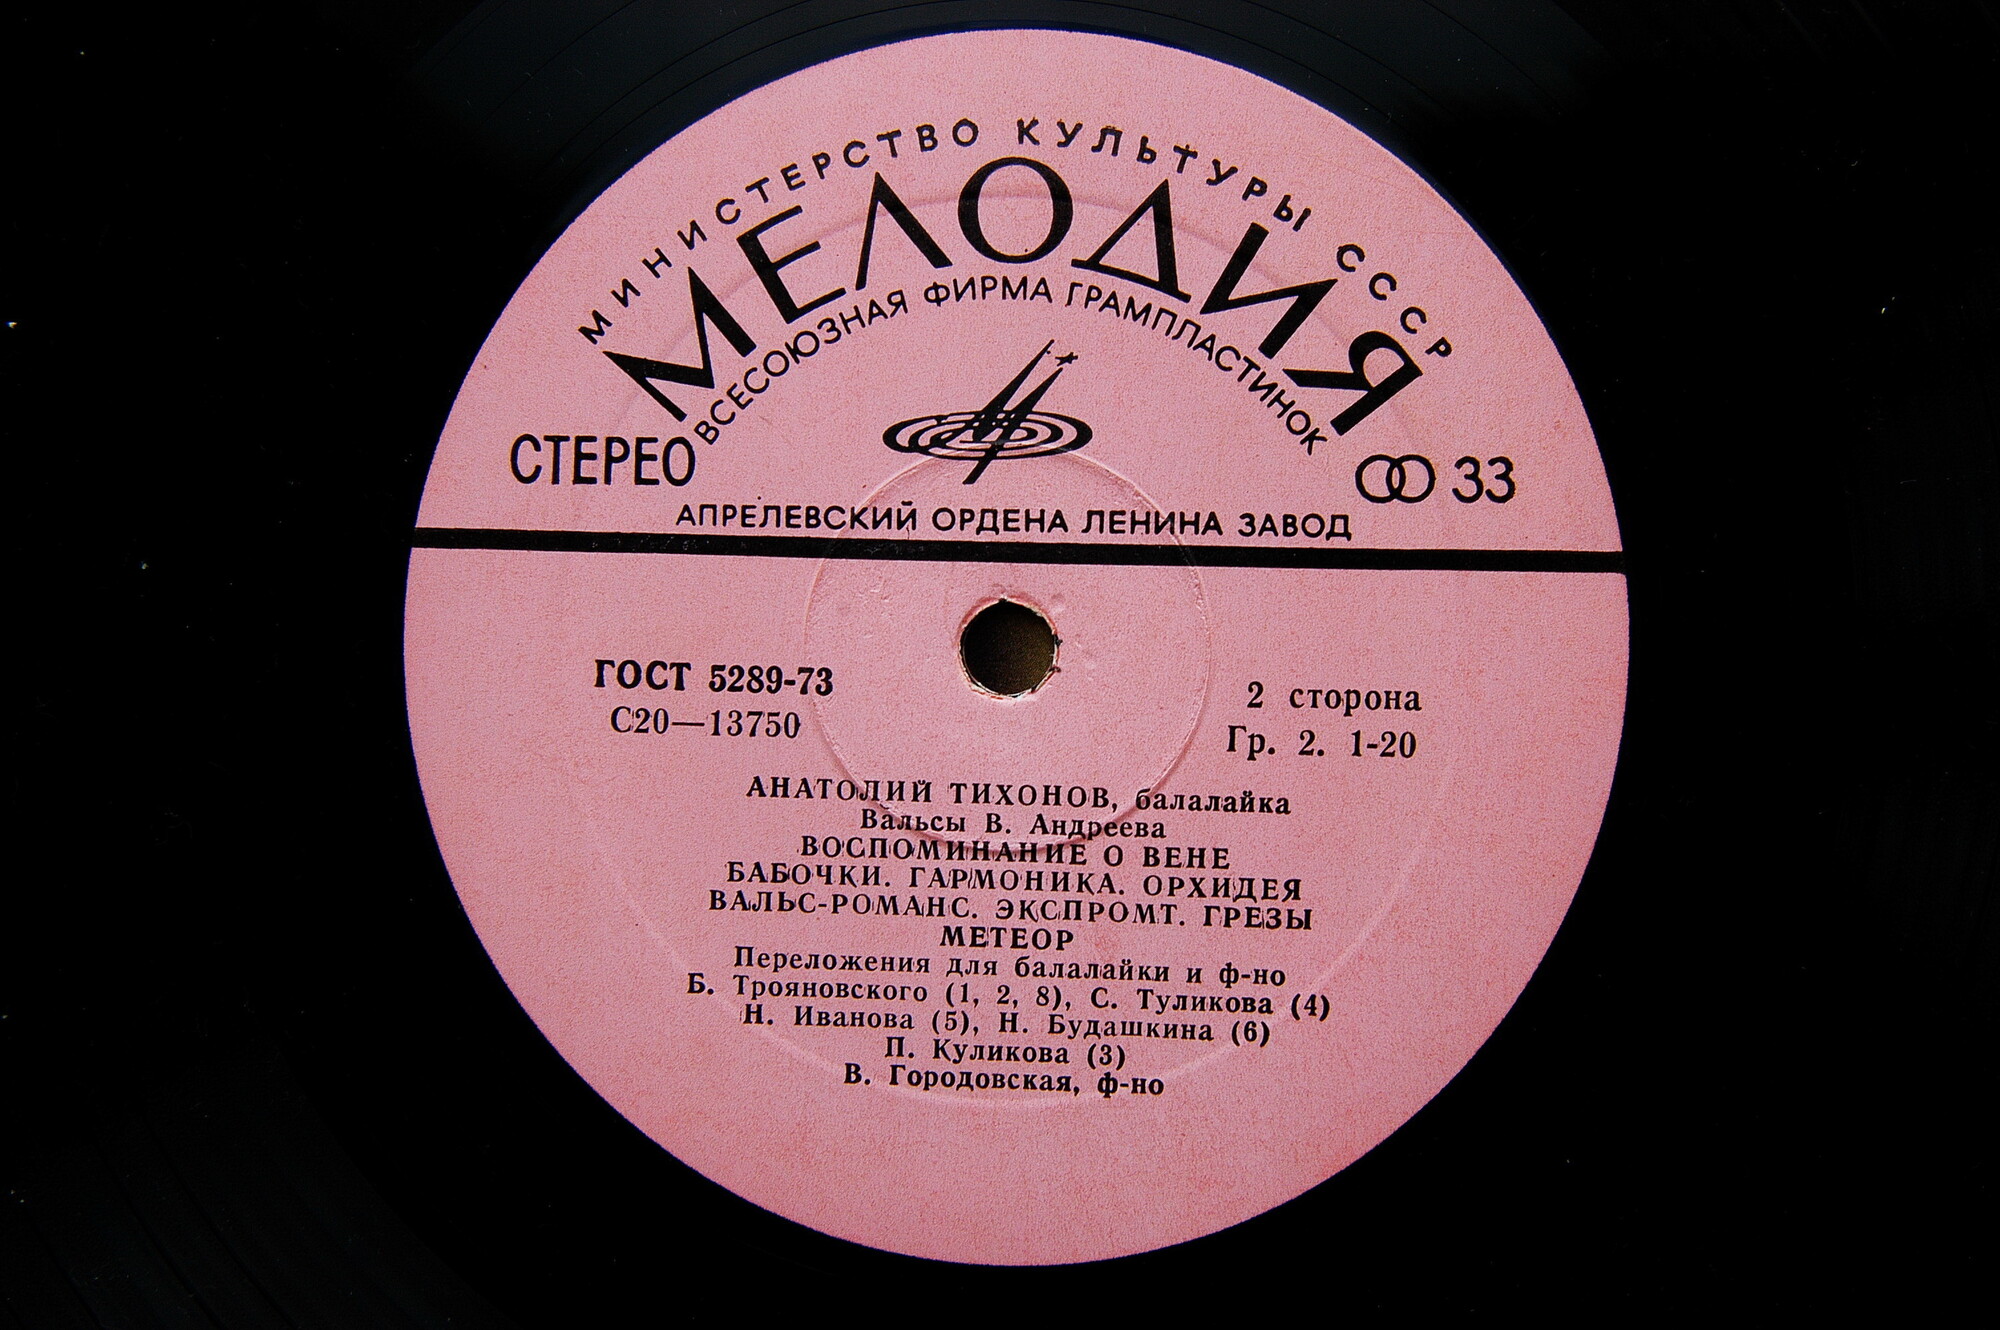 МИНИСТЕРСТВО КУЛЬТУРЫ СССР
МЕЛОДИЯ
ВСЕСОЮЗНАЯ ФИРМА ГРАМПЛАСТИНОК
СТЕРЕО
33
АПРЕЛЕВСКИЙ ОРДЕНА ЛЕНИНА ЗАВОД
ГОСТ 5289-73
С20—13750
2 сторона
Гр. 2. 1-20
АНАТОЛИЙ ТИХОНОВ, балалайка
Вальсы В. Андреева
ВОСПОМИНАНИЕ О ВЕНЕ
БАБОЧКИ. ГАРМОНИКА. ОРХИДЕЯ
ВАЛЬС-РОМАНС. ЭКСПРОМТ. ГРЕЗЫ
МЕТЕОР
Переложения для балалайки и ф-но
Б. Трояновского (1, 2, 8), С. Туликова (4)
Н. Иванова (5), Н. Будашкина (6)
П. Куликова (3)
В. Городовская, ф-но